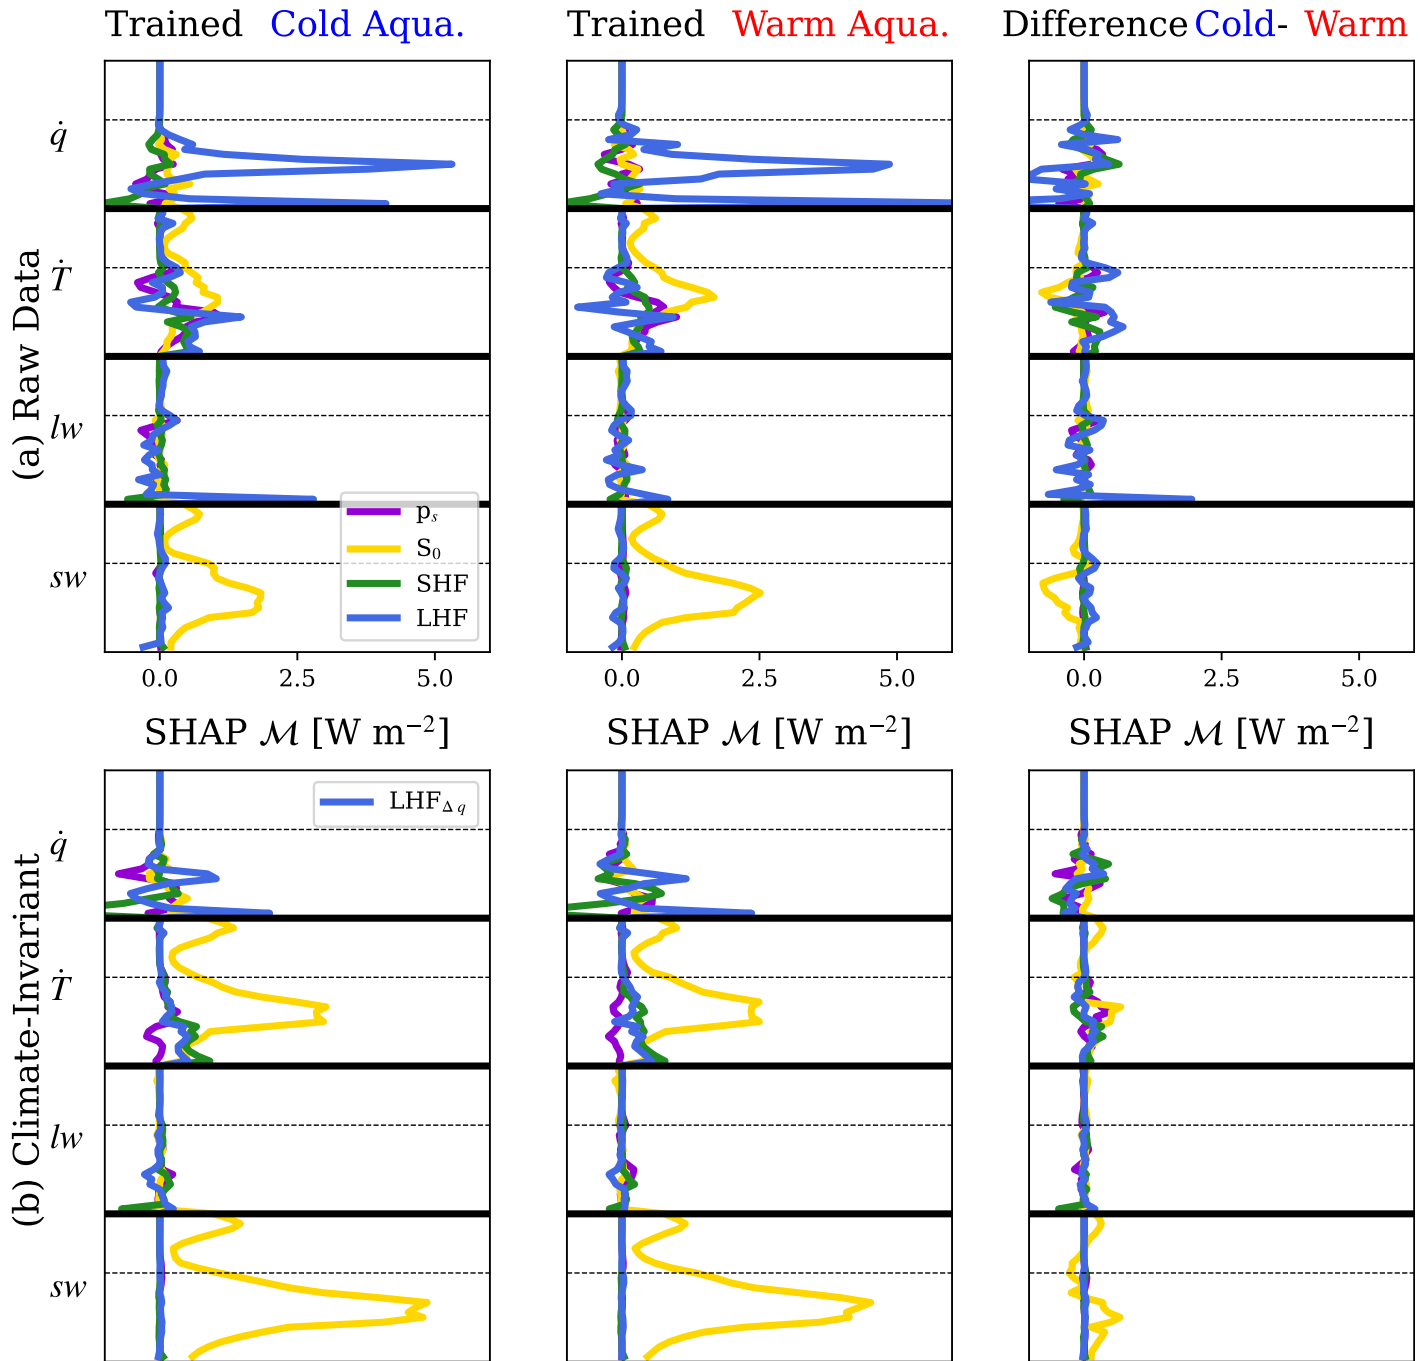 Trained Cold Aqua.
Trained Warm Aqua.
Difference Cold- Warm
(a) Raw Data
q̇
Ṫ
lw
sw
pₛ
S₀
SHF
LHF
0.0 2.5 5.0
0.0 2.5 5.0
0.0 2.5 5.0
SHAP ℳ [W m⁻²]
SHAP ℳ [W m⁻²]
SHAP ℳ [W m⁻²]
(b) Climate-Invariant
LHF_Δ q
q̇
Ṫ
lw
sw